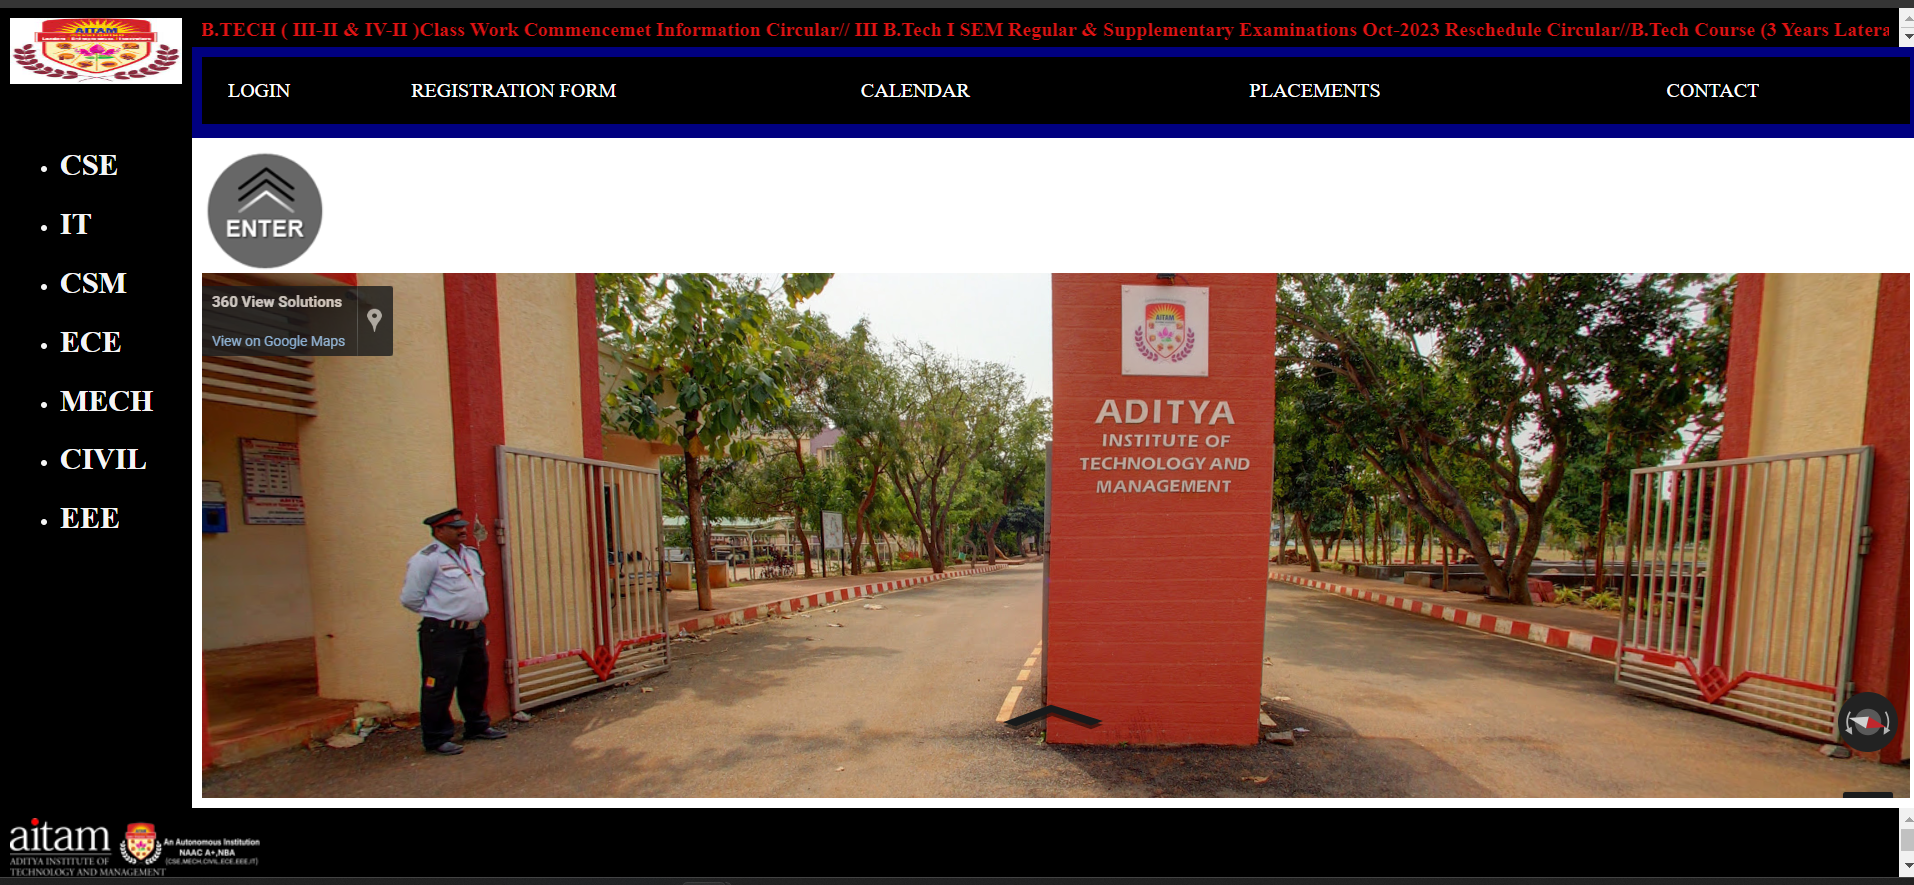 AITAM
B.TECH ( III-II & IV-II )Class Work Commencemet Information Circular// III B.Tech I SEM Regular & Supplementary Examinations Oct-2023 Reschedule Circular//B.Tech Course (3 Years Latera
LOGIN REGISTRATION FORM CALENDAR PLACEMENTS CONTACT
CSE
IT
CSM
ECE
MECH
CIVIL
EEE
ENTER
360 View Solutions
View on Google Maps
AITAM
ADITYA
INSTITUTE OF
TECHNOLOGY AND
MANAGEMENT
aitam
ADITYA INSTITUTE OF
TECHNOLOGY AND MANAGEMENT
An Autonomous Institution
NAAC A+,NBA
(CSE,MECH,CIVIL,ECE,EEE,IT)